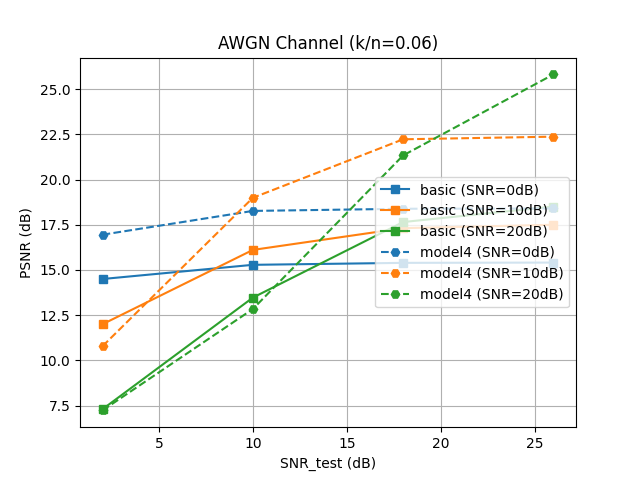 AWGN Channel (k/n=0.06)
PSNR (dB)
25.0
22.5
20.0
17.5
15.0
12.5
10.0
7.5
basic (SNR=0dB)
basic (SNR=10dB)
basic (SNR=20dB)
model4 (SNR=0dB)
model4 (SNR=10dB)
model4 (SNR=20dB)
5 10 15 20 25
SNR_test (dB)